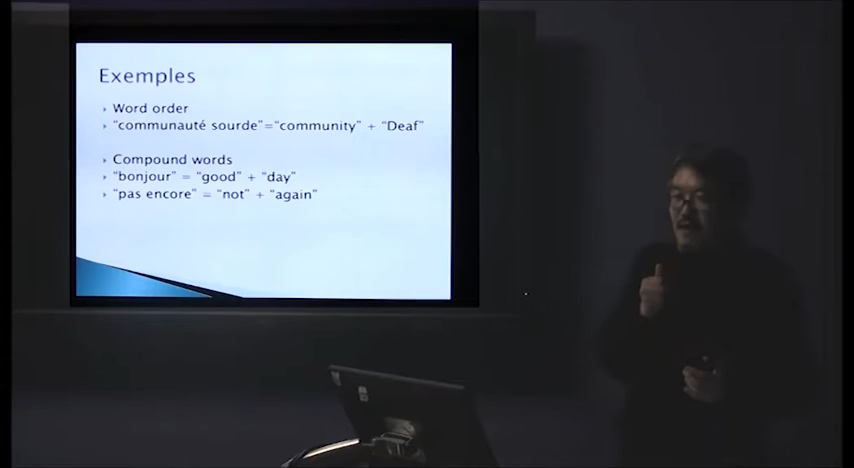 Exemples
Word order
"communauté sourde"="community" + "Deaf"
Compound words
"bonjour" = "good" + "day"
"pas encore" = "not" + "again"